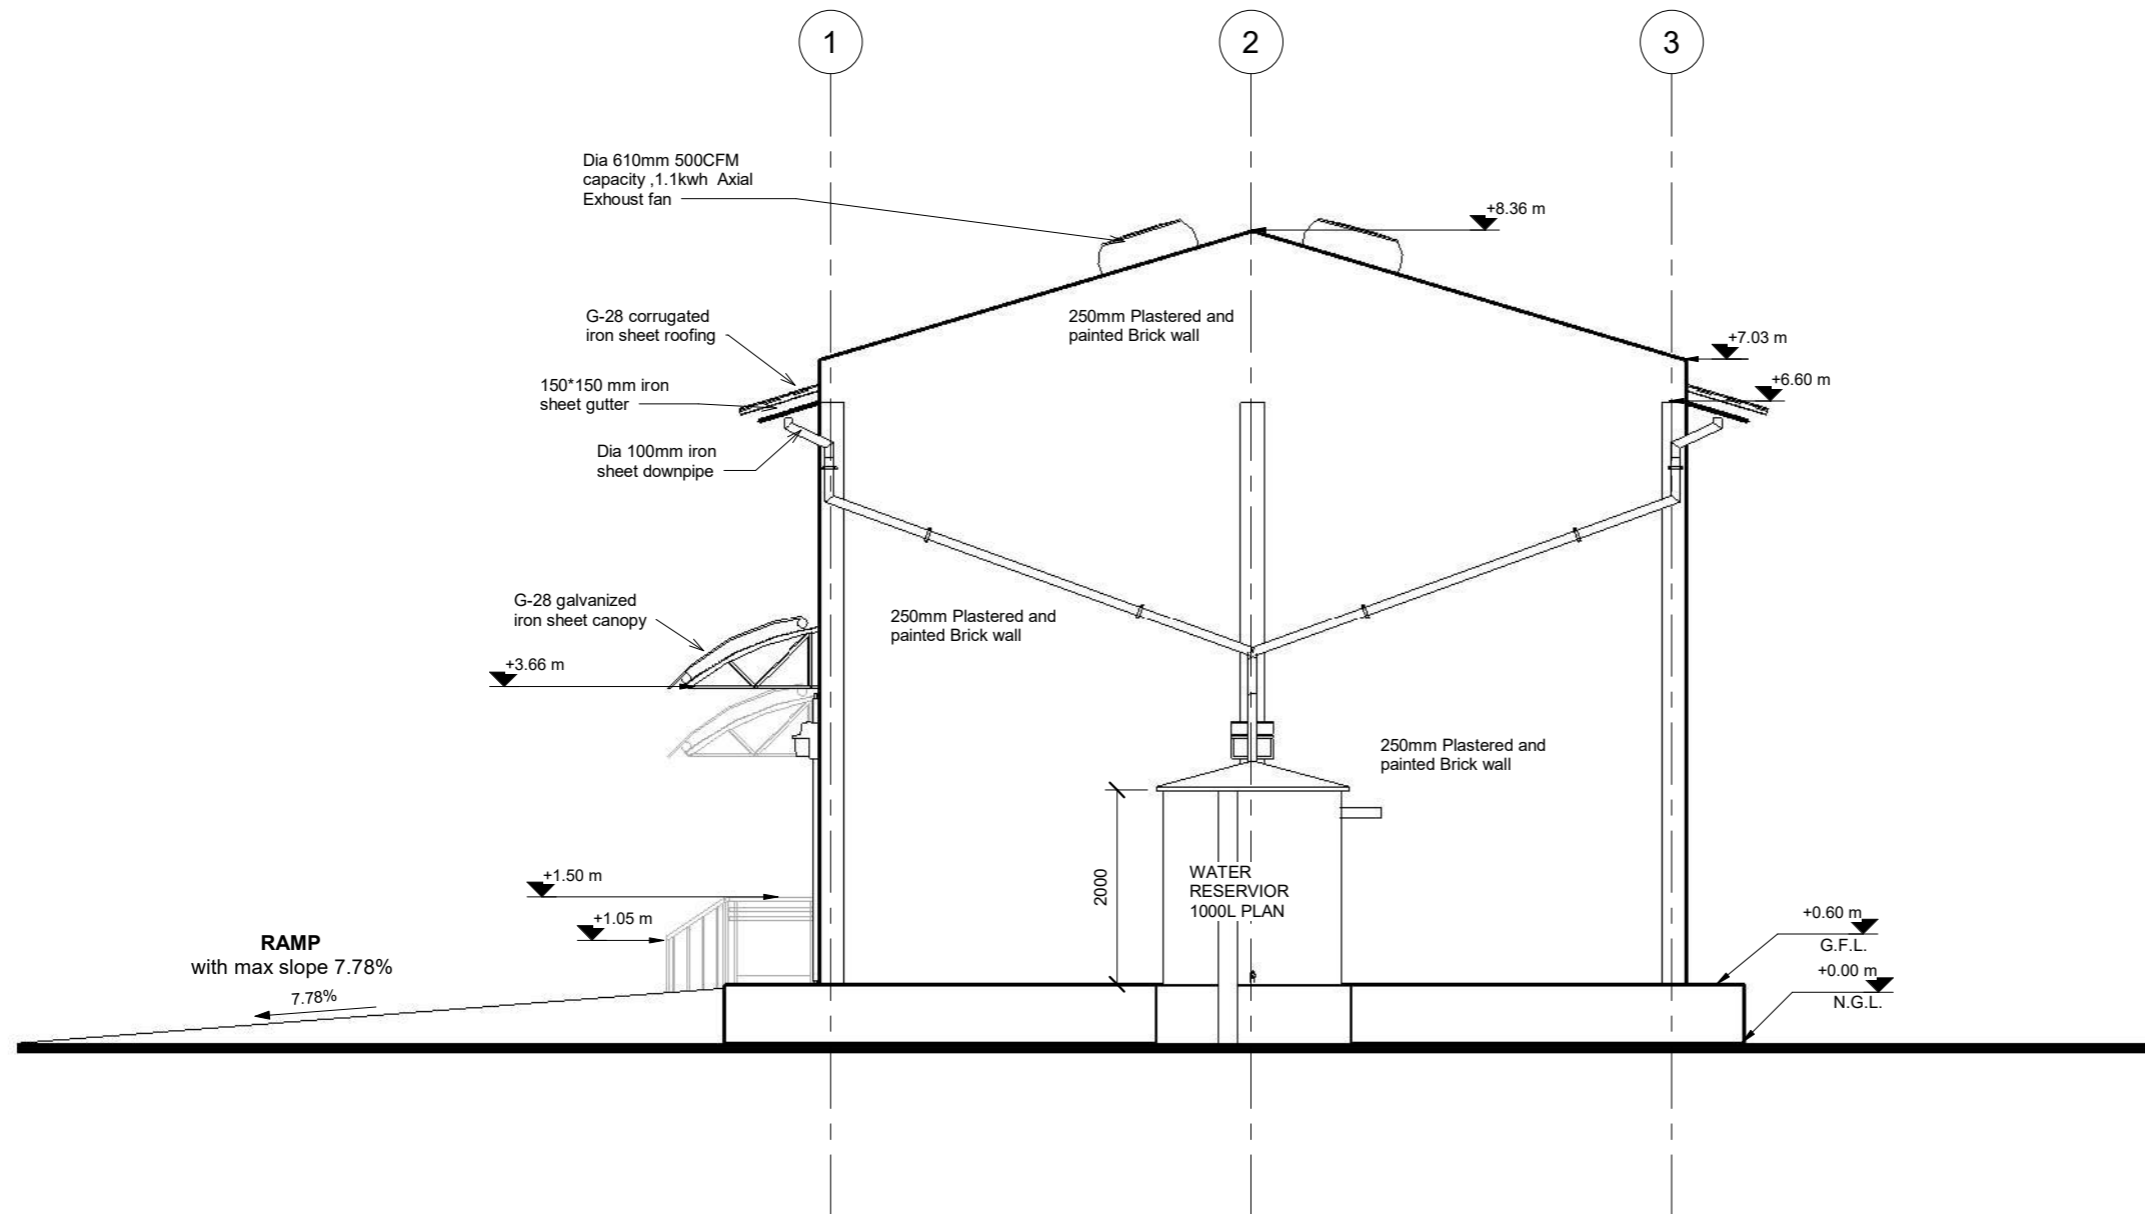 1
2
3
Dia 610mm 500CFM
capacity ,1.1kwh Axial
Exhoust fan
+8.36 m
G-28 corrugated
iron sheet roofing
250mm Plastered and
painted Brick wall
+7.03 m
150*150 mm iron
sheet gutter
+6.60 m
Dia 100mm iron
sheet downpipe
G-28 galvanized
iron sheet canopy
250mm Plastered and
painted Brick wall
+3.66 m
250mm Plastered and
painted Brick wall
2000
WATER
RESERVIOR
1000L PLAN
+1.50 m
+1.05 m
+0.60 m
G.F.L.
+0.00 m
N.G.L.
RAMP
with max slope 7.78%
7.78%